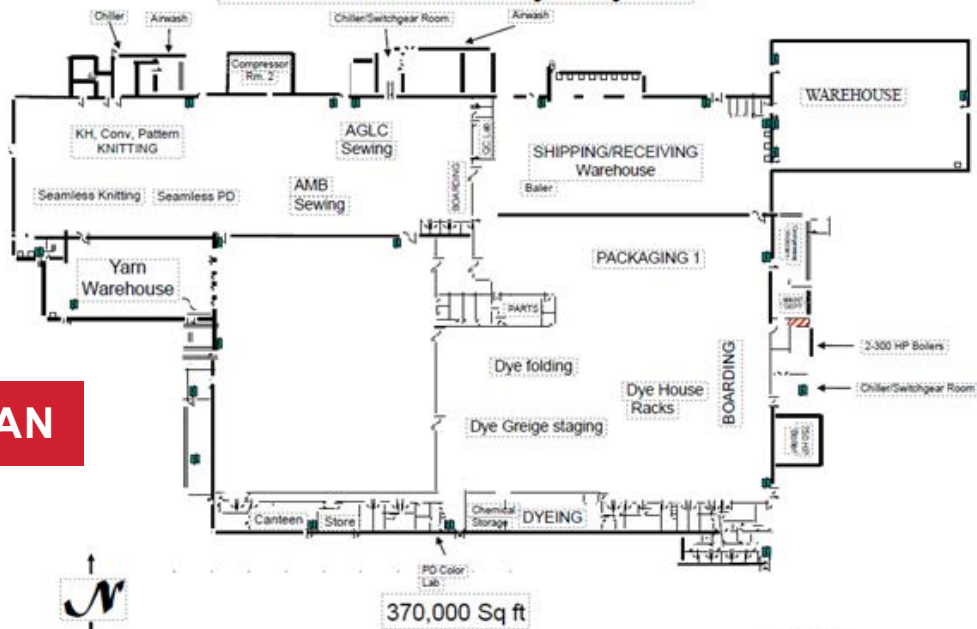 Chiller
Airwash
Chiller/Switchgear Room
Airwash
Compressor
Rm. 2
WAREHOUSE
KH, Conv, Pattern
KNITTING
AGLC
Sewing
QC Lab
SHIPPING/RECEIVING
Warehouse
BOARDING
Baler
Seamless Knitting
Seamless PD
AMB
Sewing
PACKAGING 1
Yarn
Warehouse
PARTS
2-300 HP Boilers
Dye folding
BOARDING
Dye House
Racks
Chiller/Switchgear Room
AN
Dye Greige staging
Canteen
Store
Chemical
Storage
DYEING
PD Color
Lab
N
370,000 Sq ft